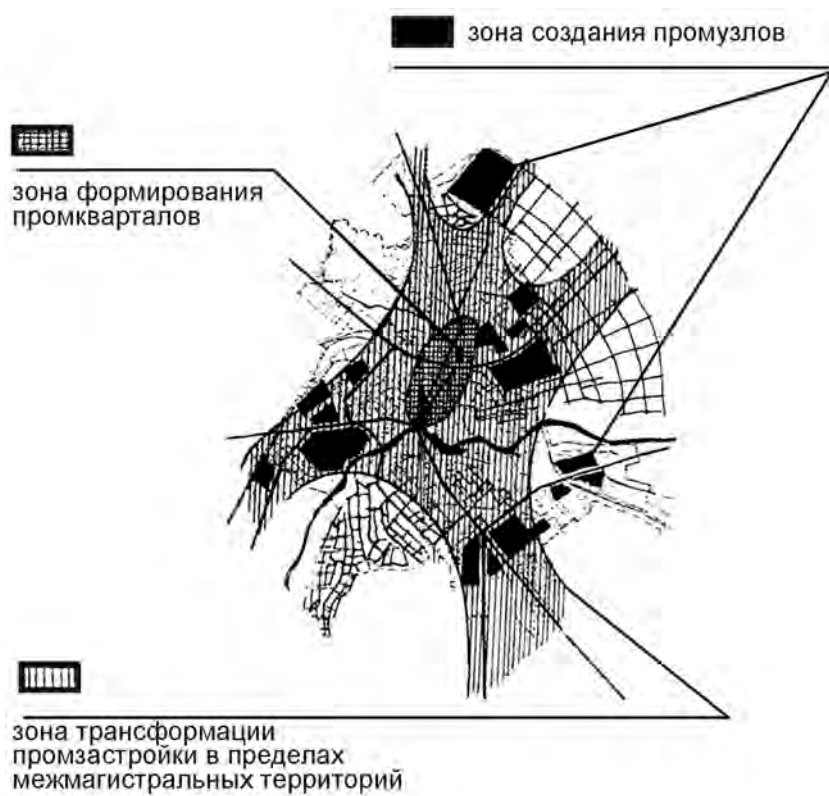 зона создания промузлов
зона формирования
промкварталов
зона трансформации
промзастройки в пределах
межмагистральных территорий